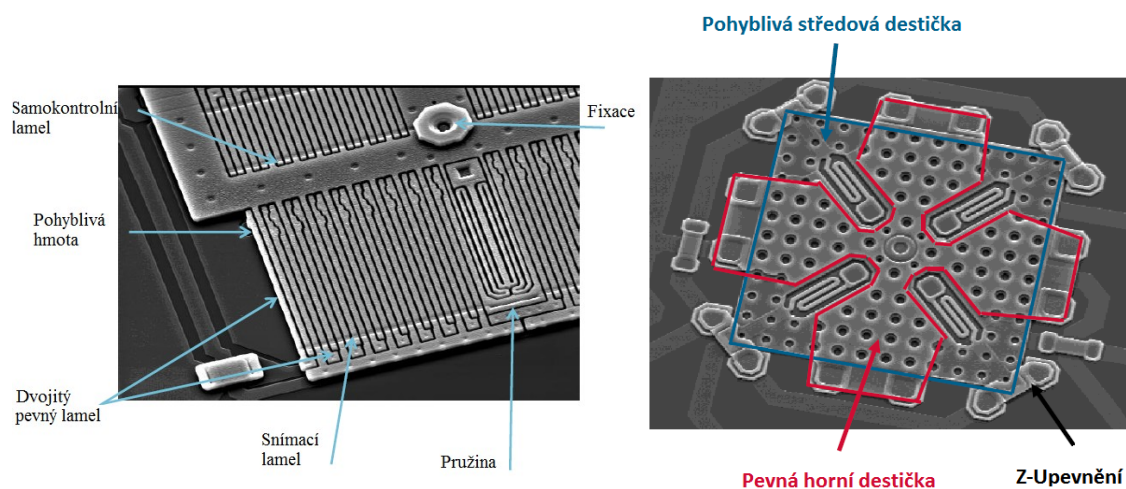 Pohyblivá středová destička
Samokontrolní
lamel
Fixace
Pohyblivá
hmota
Dvojitý
pevný lamel
Snímací
lamel
Pružina
Pevná horní destička
Z-Upevnění